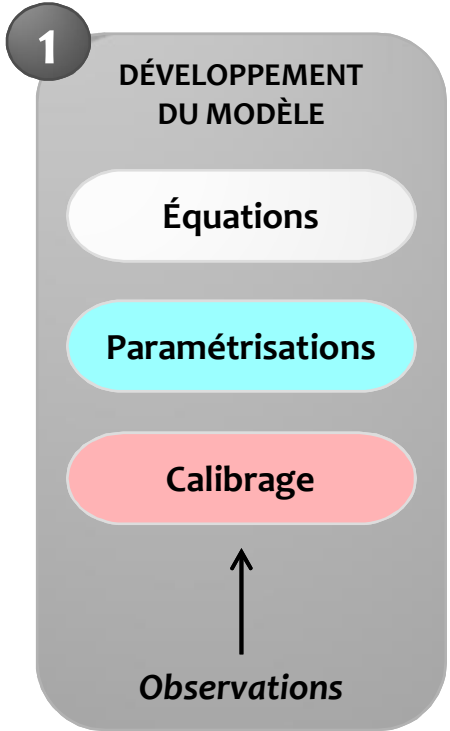 1
DÉVELOPPEMENT
DU MODÈLE
Équations
Paramétrisations
Calibrage
Observations